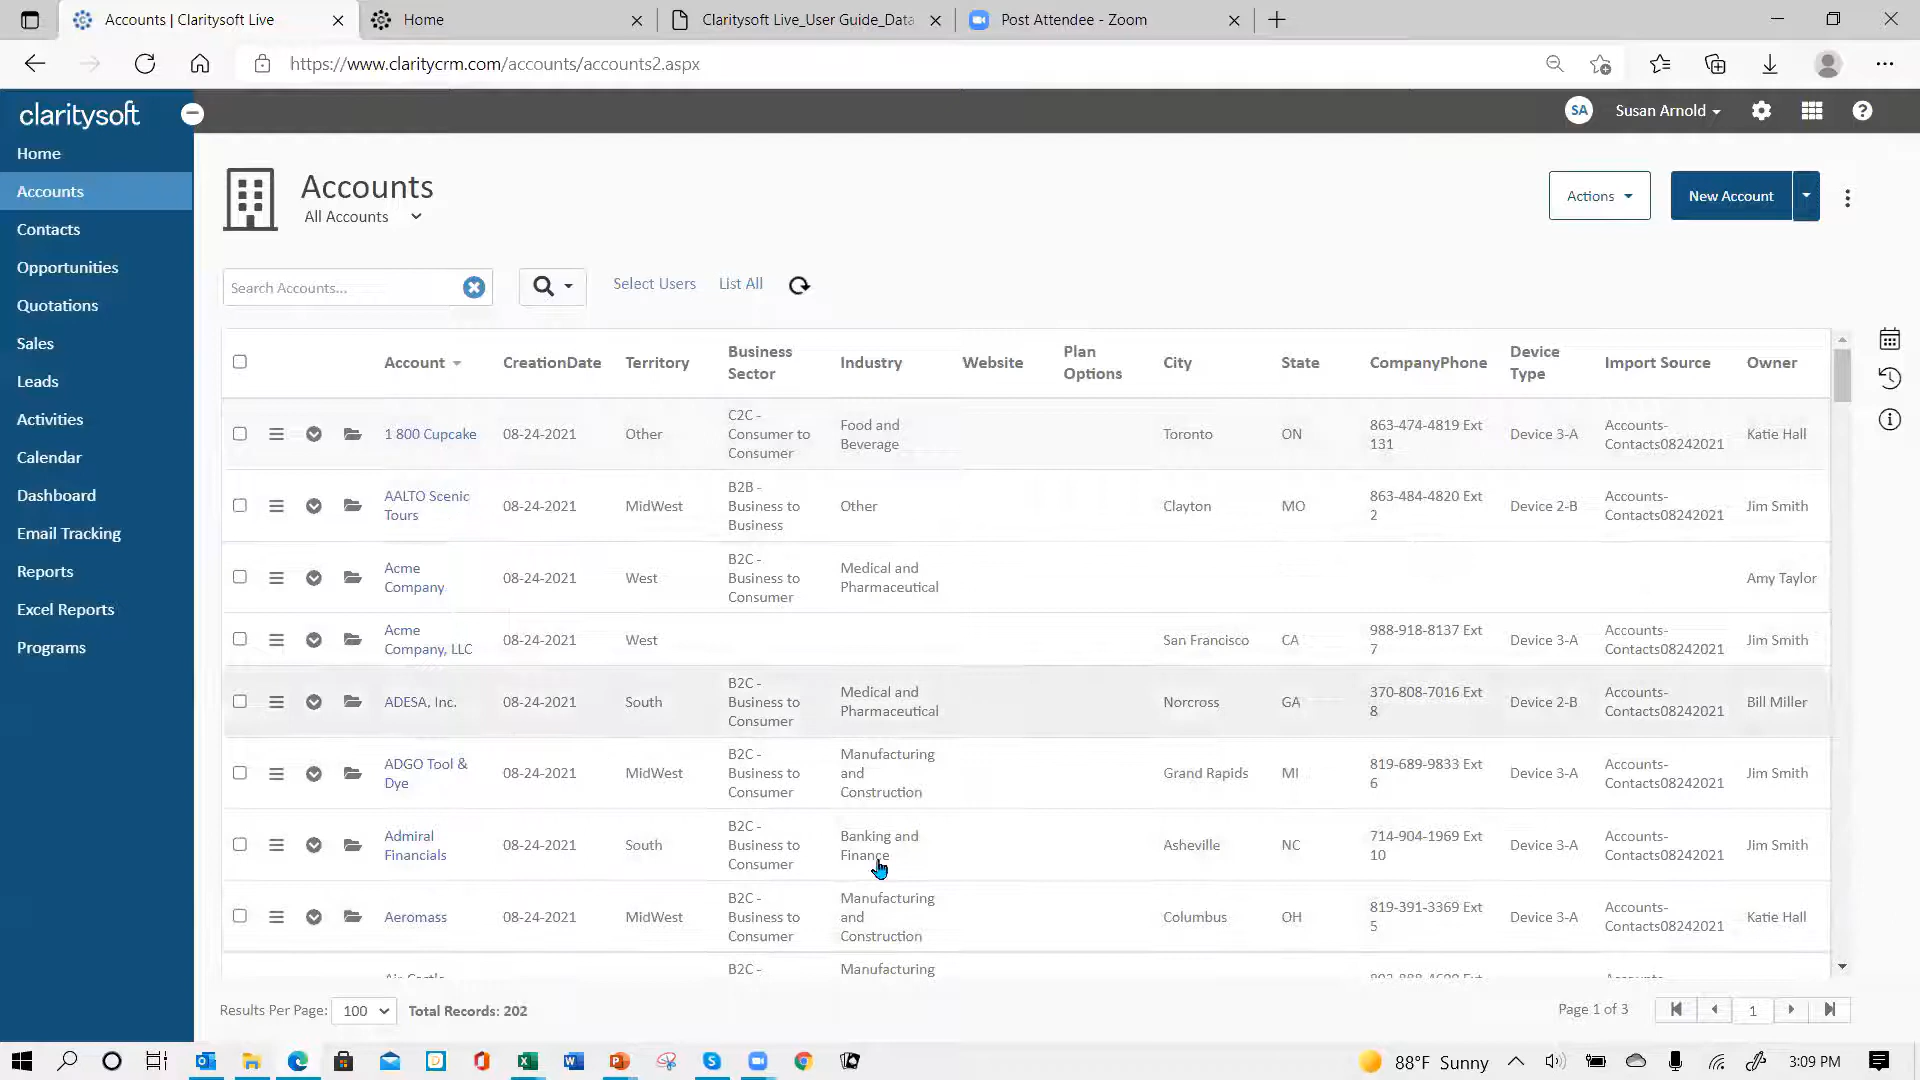 Accounts | Claritysoft Live
Home
Claritysoft Live_User Guide_Data
Post Attendee - Zoom
https://www.claritycrm.com/accounts/accounts2.aspx
claritysoft
SA
Susan Arnold
Home
Accounts
Contacts
Opportunities
Quotations
Sales
Leads
Activities
Calendar
Dashboard
Email Tracking
Reports
Excel Reports
Programs
Accounts
All Accounts
Actions
New Account
Search Accounts...
Select Users
List All
Account
CreationDate
Territory
Business
Sector
Industry
Website
Plan
Options
City
State
CompanyPhone
Device
Type
Import Source
Owner
1 800 Cupcake
08-24-2021
Other
C2C -
Consumer to
Consumer
Food and
Beverage
Toronto
ON
863-474-4819 Ext
131
Device 3-A
Accounts-
Contacts08242021
Katie Hall
AALTO Scenic
Tours
08-24-2021
MidWest
B2B -
Business to
Business
Other
Clayton
MO
863-484-4820 Ext
2
Device 2-B
Accounts-
Contacts08242021
Jim Smith
Acme
Company
08-24-2021
West
B2C -
Business to
Consumer
Medical and
Pharmaceutical
Amy Taylor
Acme
Company, LLC
08-24-2021
West
San Francisco
CA
988-918-8137 Ext
7
Device 3-A
Accounts-
Contacts08242021
Jim Smith
ADESA, Inc.
08-24-2021
South
B2C -
Business to
Consumer
Medical and
Pharmaceutical
Norcross
GA
370-808-7016 Ext
8
Device 2-B
Accounts-
Contacts08242021
Bill Miller
ADGO Tool &
Dye
08-24-2021
MidWest
B2C -
Business to
Consumer
Manufacturing
and
Construction
Grand Rapids
MI
819-689-9833 Ext
6
Device 3-A
Accounts-
Contacts08242021
Jim Smith
Admiral
Financials
08-24-2021
South
B2C -
Business to
Consumer
Banking and
Finance
Asheville
NC
714-904-1969 Ext
10
Device 3-A
Accounts-
Contacts08242021
Jim Smith
Aeromass
08-24-2021
MidWest
B2C -
Business to
Consumer
Manufacturing
and
Construction
Columbus
OH
819-391-3369 Ext
5
Device 3-A
Accounts-
Contacts08242021
Katie Hall
B2C -
Manufacturing
Results Per Page:
100
Total Records: 202
Page 1 of 3
1
88°F Sunny
3:09 PM